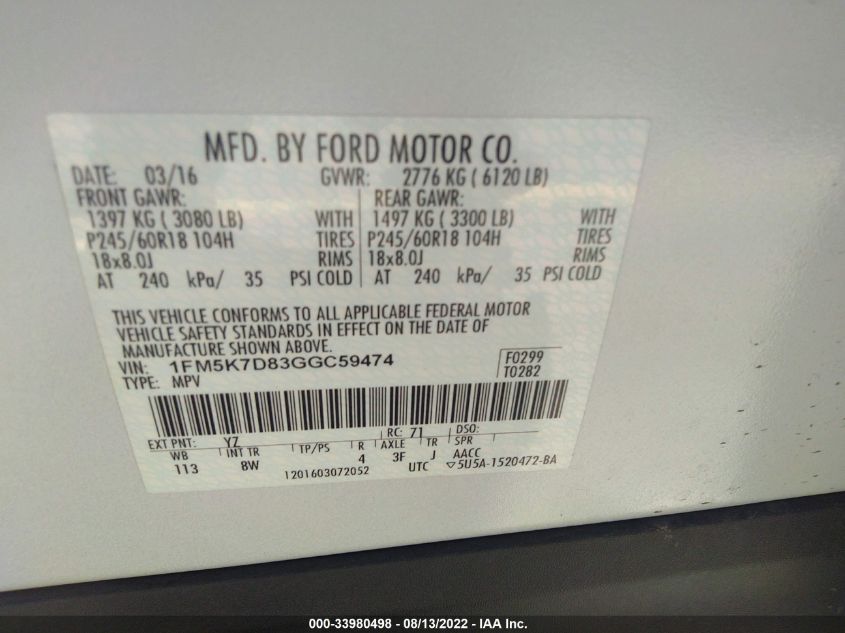 MFD. BY FORD MOTOR CO.
DATE: 03/16 GVWR: 2776 KG ( 6120 LB)
FRONT GAWR: REAR GAWR:
1397 KG ( 3080 LB) WITH 1497 KG ( 3300 LB) WITH
P245/60R18 104H TIRES P245/60R18 104H TIRES
18x8.0J RIMS 18x8.0J RIMS
AT 240 kPa/ 35 PSI COLD AT 240 kPa/ 35 PSI COLD
THIS VEHICLE CONFORMS TO ALL APPLICABLE FEDERAL MOTOR
VEHICLE SAFETY STANDARDS IN EFFECT ON THE DATE OF
MANUFACTURE SHOWN ABOVE.
VIN: 1FM5K7D83GGC59474 F0299
TYPE: MPV T0282
EXT PNT: YZ RC: 71 DSO:
WB INT TR TP/PS R AXLE TR SPR
113 8W 4 3F J AACC
1201603072052 UTC ▽5U5A-1520472-BA
000-33980498 - 08/13/2022 - IAA Inc.